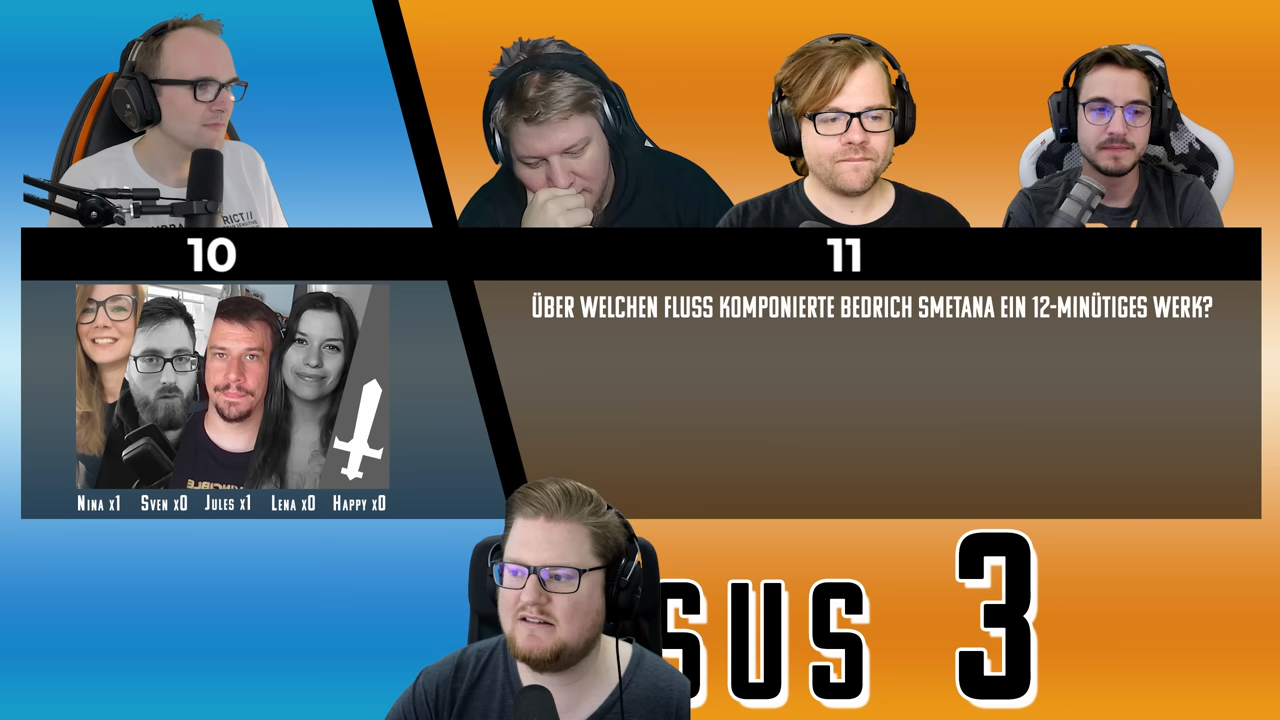 RICT//
10
11
ÜBER WELCHEN FLUSS KOMPONIERTE BEDRICH SMETANA EIN 12-MINÜTIGES WERK?
NINA X1 SVEN X0 JULES X1 LENA X0 HAPPY X0
SUS 3